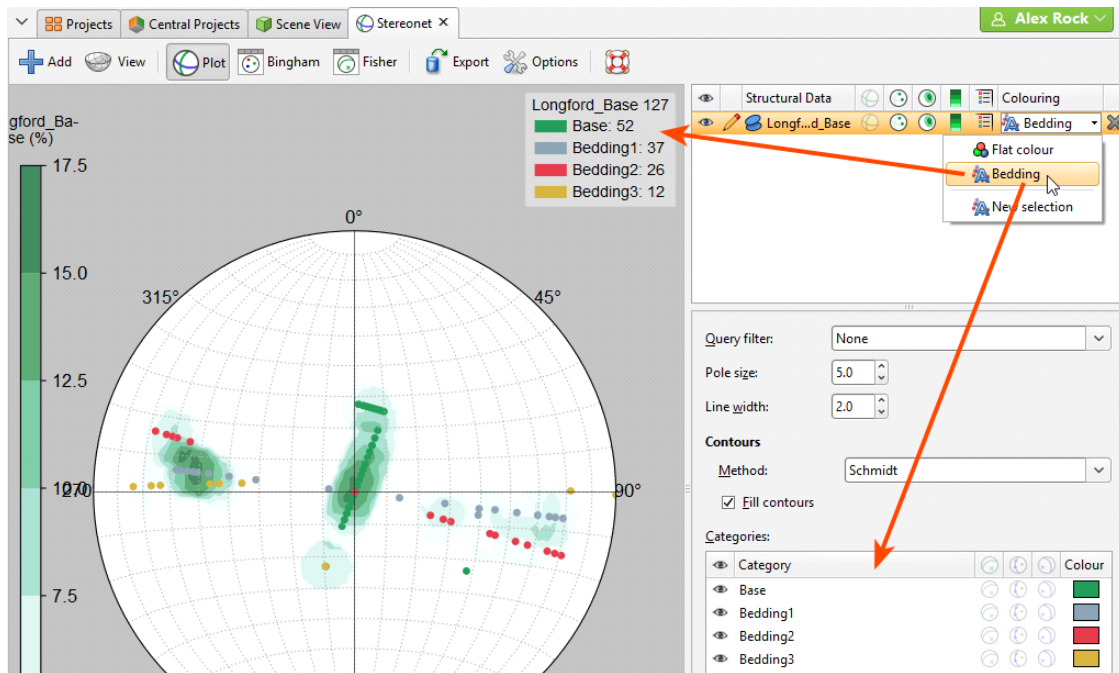 Projects Central Projects Scene View Stereonet
Alex Rock
Add View Plot Bingham Fisher Export Options
Longford_Base 127
Base: 52
Bedding1: 37
Bedding2: 26
Bedding3: 12
gford_Ba-
se (%)
17.5
15.0
12.5
7.5
0°
315°
45°
270
90°
Structural Data Colouring
Longf...d_Base Bedding
Flat colour
Bedding
New selection
Query filter: None
Pole size: 5.0
Line width: 2.0
Contours
Method: Schmidt
Fill contours
Categories:
Category Colour
Base
Bedding1
Bedding2
Bedding3